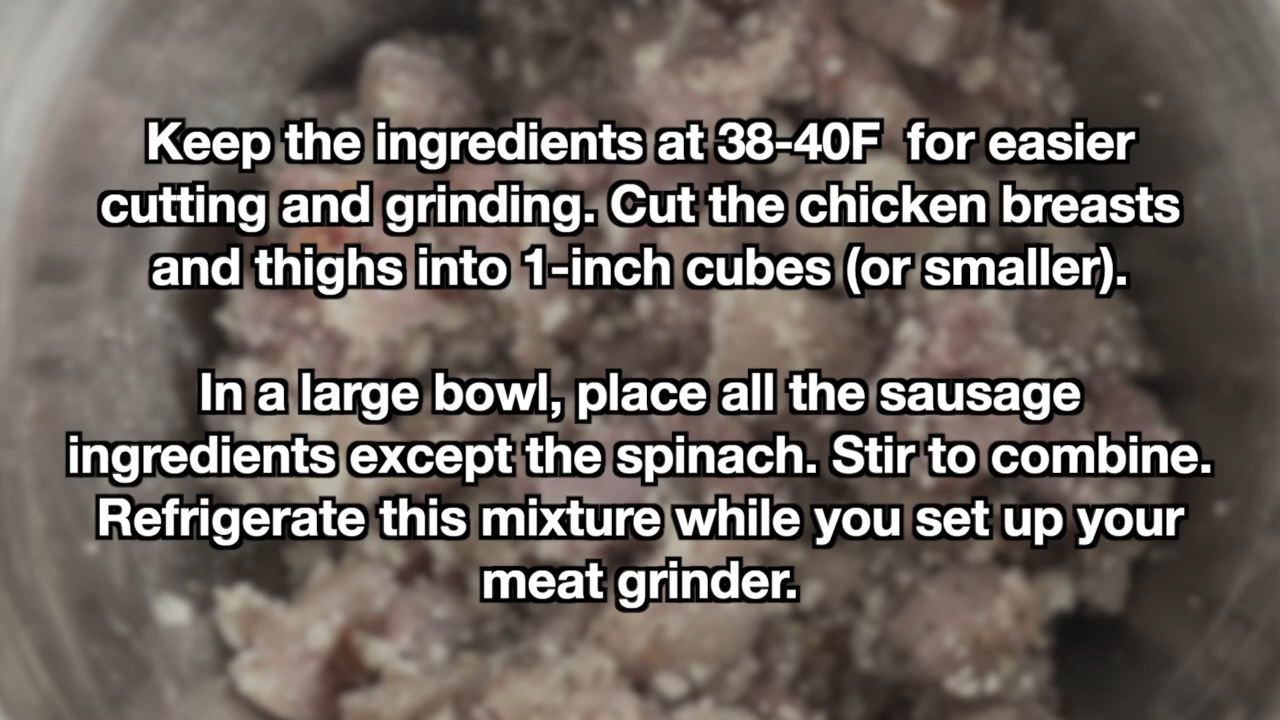 Keep the ingredients at 38-40F  for easier
cutting and grinding. Cut the chicken breasts
and thighs into 1-inch cubes (or smaller).
In a large bowl, place all the sausage
ingredients except the spinach. Stir to combine.
Refrigerate this mixture while you set up your
meat grinder.